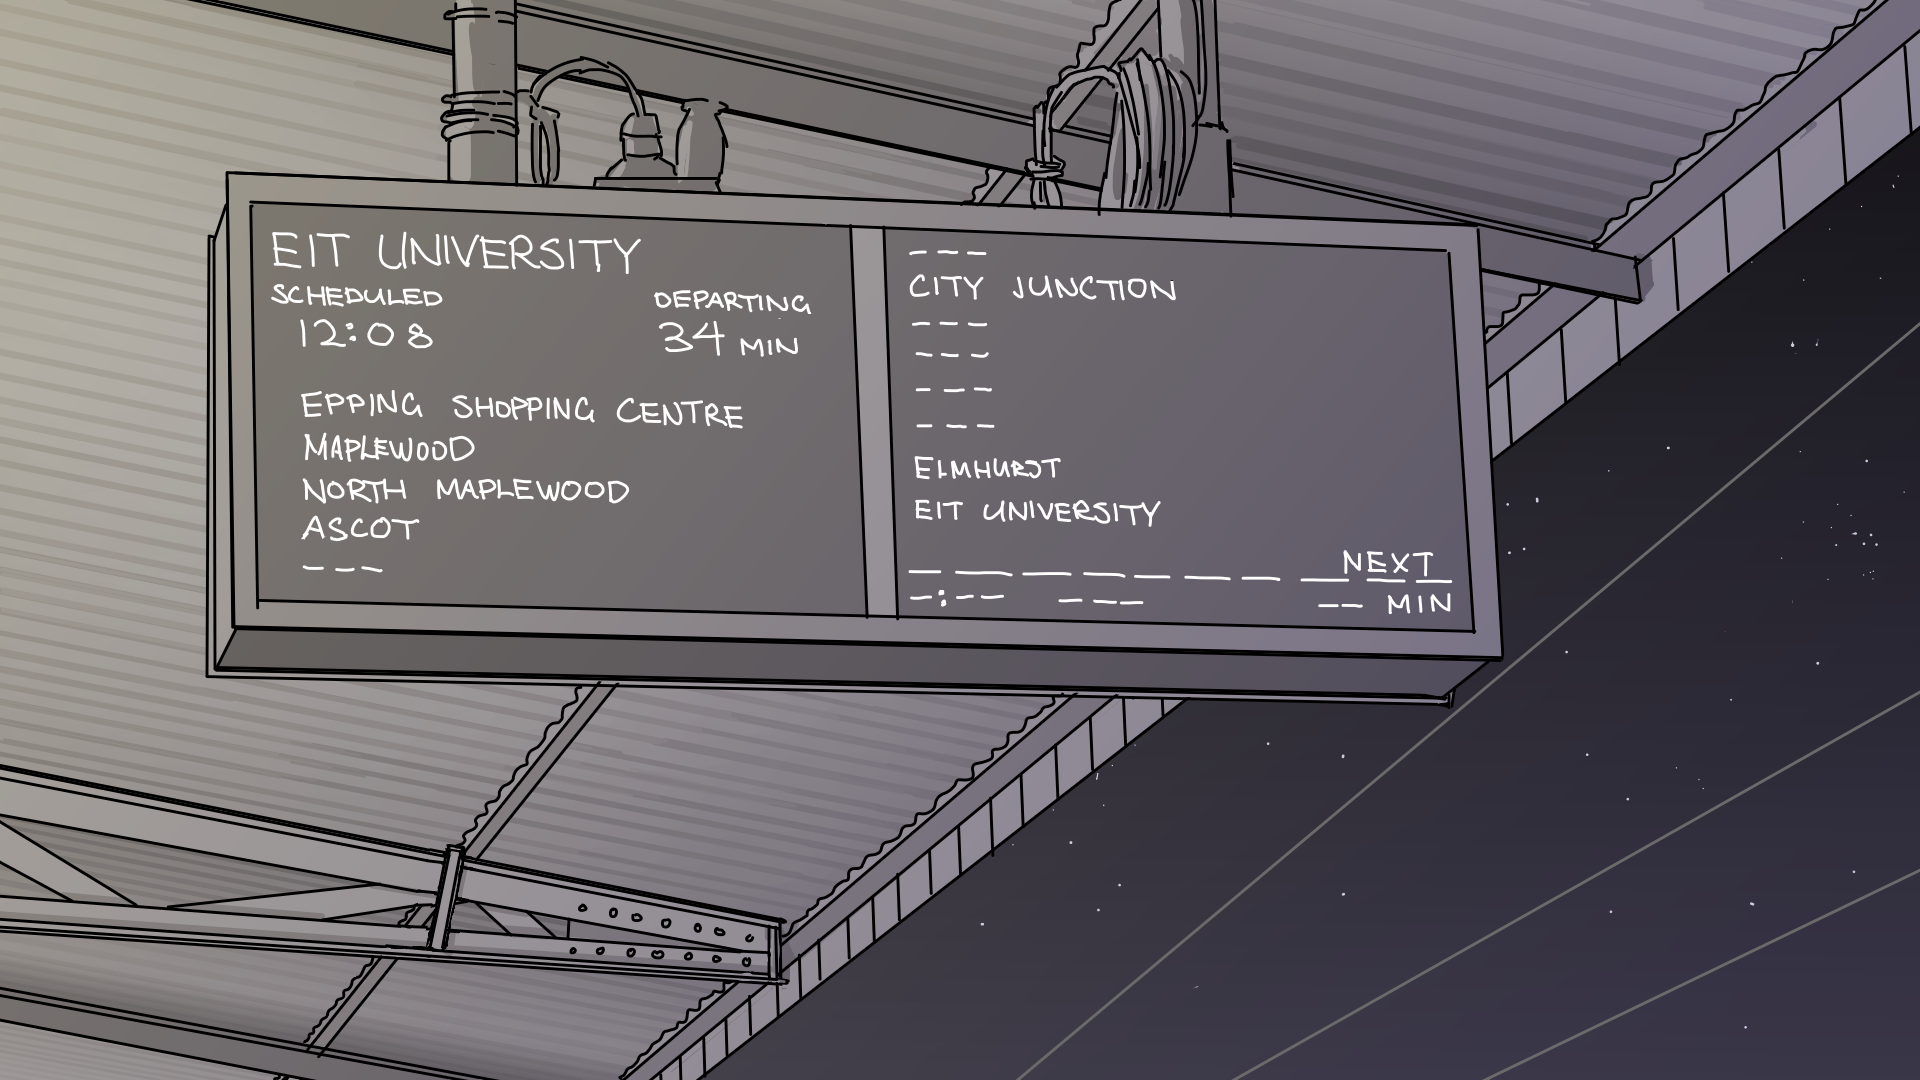 EIT UNIVERSITY
SCHEDULED DEPARTING
12:08 34 MIN
EPPING SHOPPING CENTRE
MAPLEWOOD
NORTH MAPLEWOOD
ASCOT
---
---
CITY JUNCTION
---
---
---
---
ELMHURST
EIT UNIVERSITY
NEXT
-:-- --- -- MIN